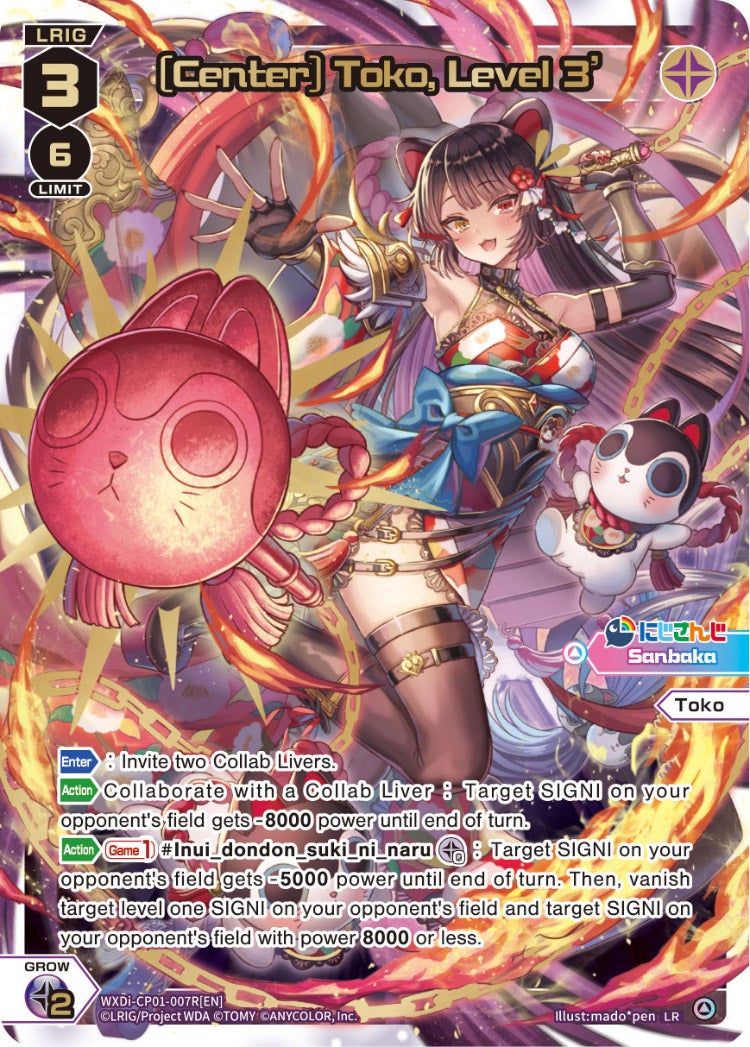 LRIG
3
[Center] Toko, Level 3'
6
LIMIT
にじさんじ
Sanbaka
Toko
Enter : Invite two Collab Livers.
Action Collaborate with a Collab Liver : Target SIGNI on your
opponent's field gets -8000 power until end of turn.
Action Game 1 #Inui_dondon_suki_ni_naru 0 : Target SIGNI on your
opponent's field gets -5000 power until end of turn. Then, vanish
target level one SIGNI on your opponent's field and target SIGNI on
your opponent's field with power 8000 or less.
GROW
2
WXDi-CP01-007R[EN]
©LRIG/Project WDA ©TOMY ©ANYCOLOR, Inc.
Illust:mado*pen LR